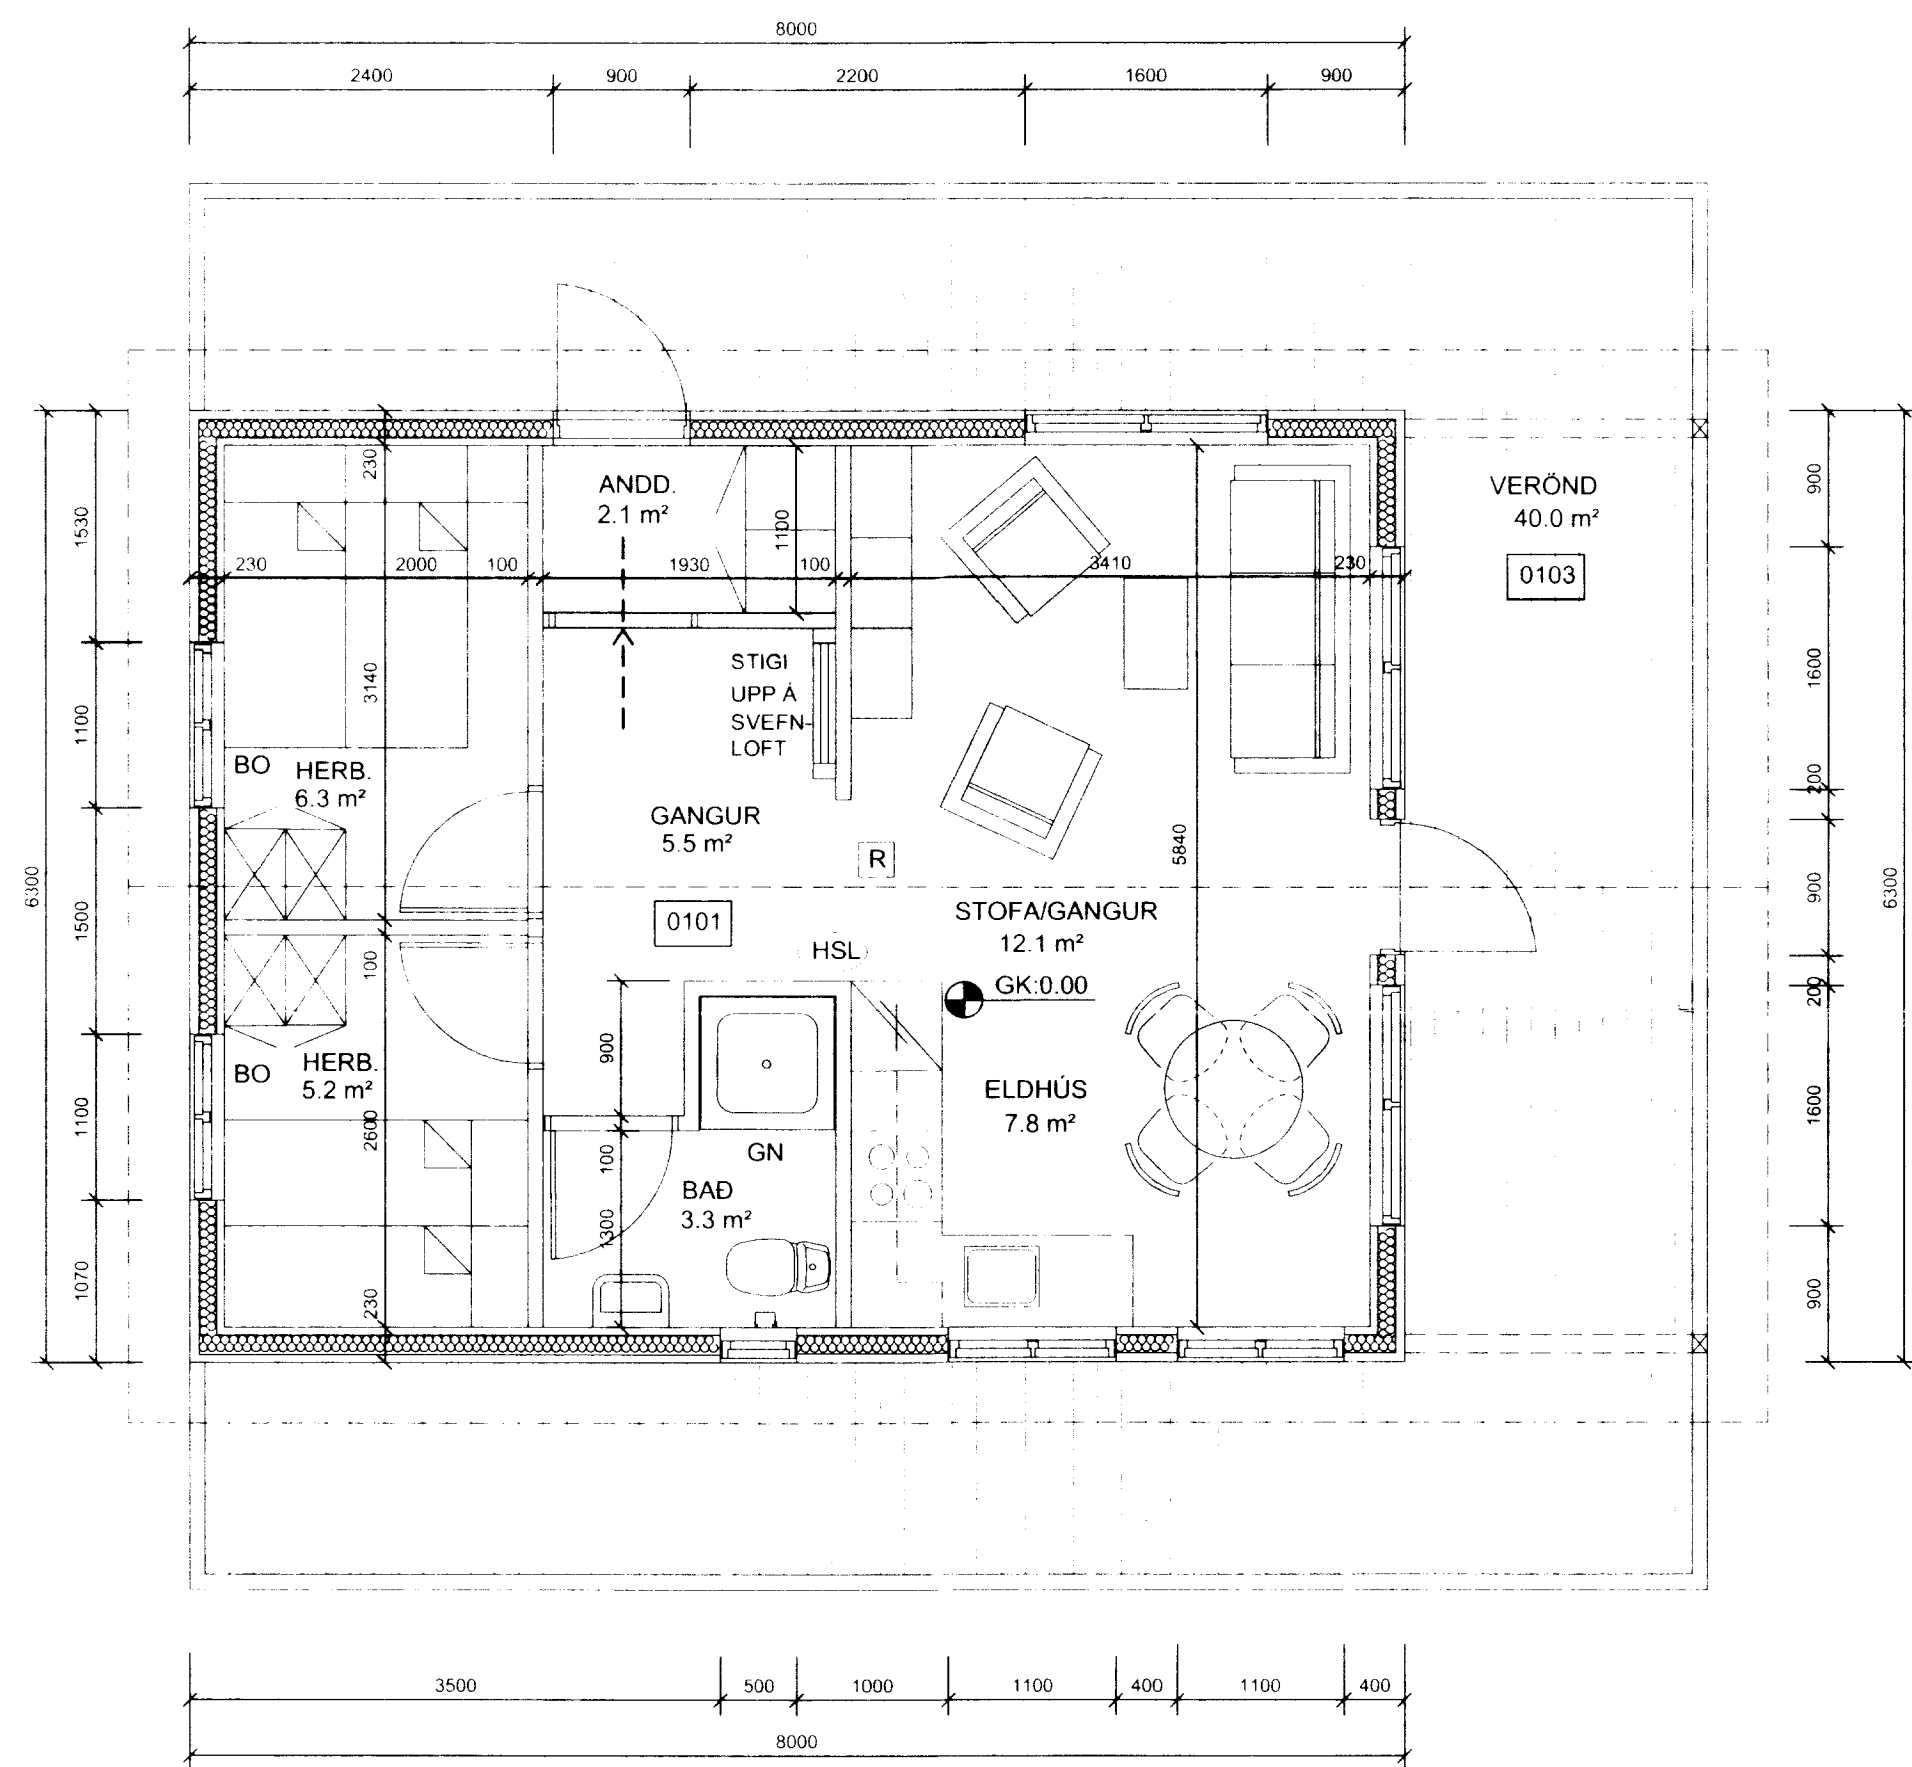 8000
2400 900 2200 1600 900
ANDD.
2.1 m²
VERÖND
40.0 m²
0103
230
1100
230 2000 100 1930 100 3410 230
3140
STIGI
UPP Á
SVEFN-
LOFT
BO
HERB.
6.3 m²
GANGUR
5.5 m²
R
5840
0101
HSL
STOFA/GANGUR
12.1 m²
GK:0.00
100
BO
HERB.
5.2 m²
2600
230
900
100
1300
GN
BAÐ
3.3 m²
ELDHÚS
7.8 m²
6300
1530
1100
1500
1100
1070
900
1600
200
900
200
1600
900
6300
3500 500 1000 1100 400 1100 400
8000